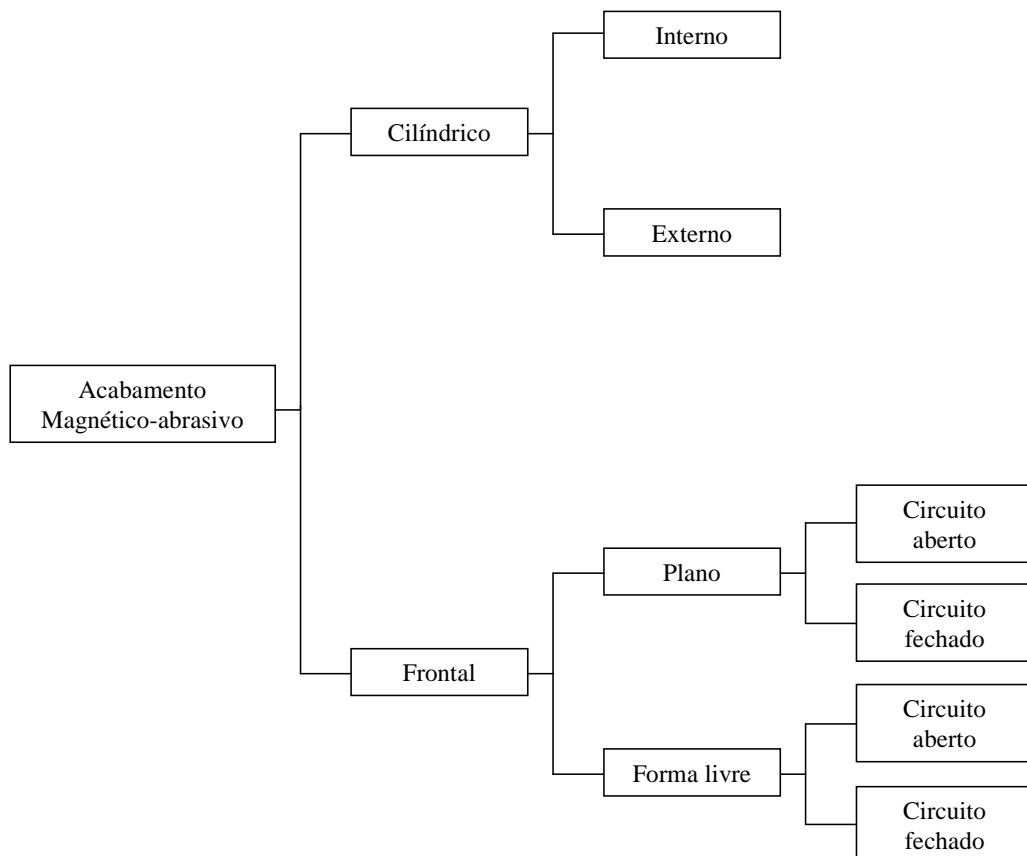 Interno
Cilíndrico
Externo
Acabamento
Magnético-abrasivo
Circuito
aberto
Plano
Circuito
fechado
Frontal
Circuito
aberto
Forma livre
Circuito
fechado